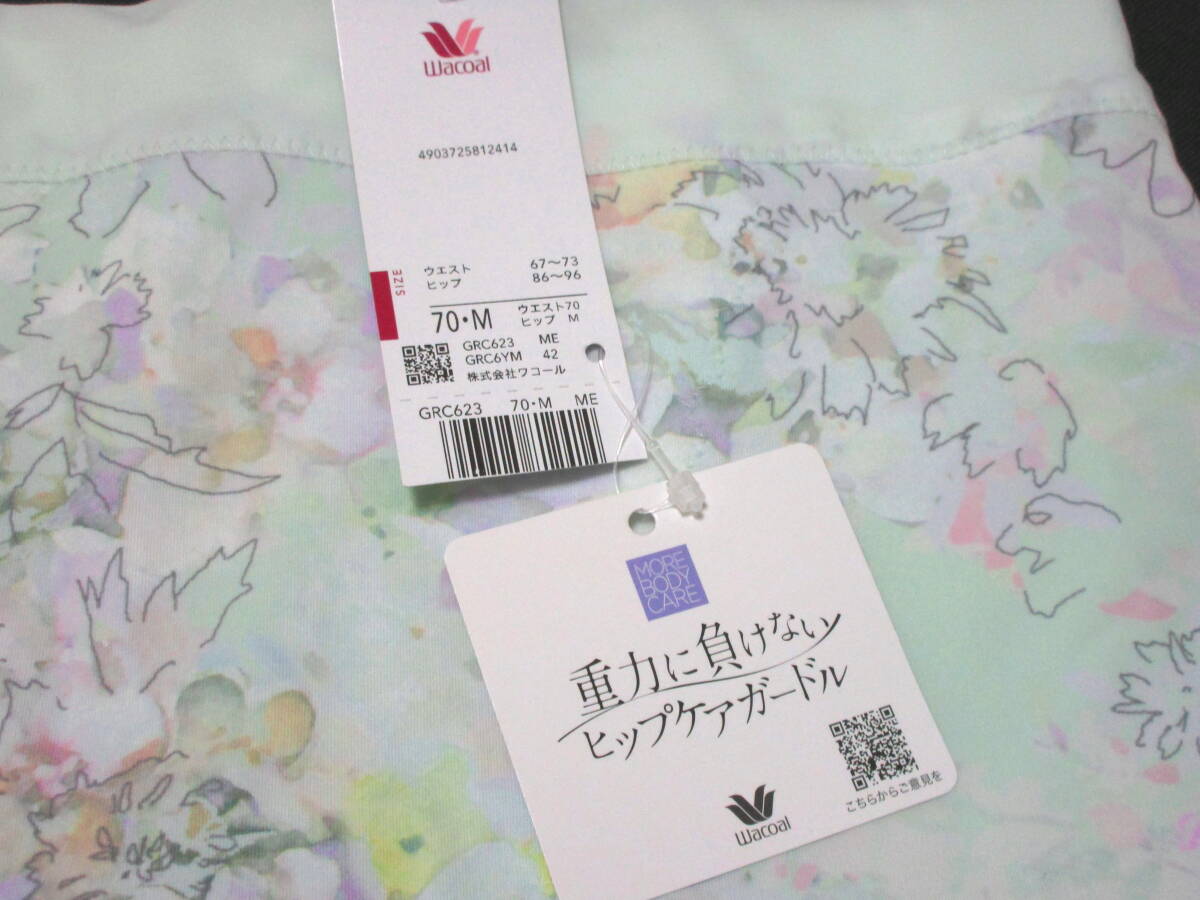 Wacoal
4903725812414
SIZE
ウエスト 67～73
ヒップ 86～96
70・M ウエスト70
ヒップ M
GRC623 ME
GRC6YM 42
株式会社ワコール
GRC623 70・M ME
MORE
BODY
CARE
重力に負けない
ヒップケアガードル
こちらからご意見を
Wacoal